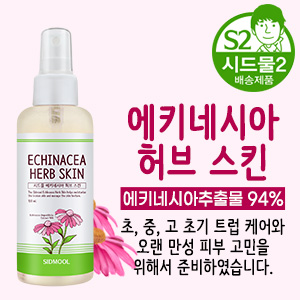 S2
시드물2
배송제품
에키네시아
허브 스킨
에키네시아추출물 94%
초, 중, 고 초기 트럽 케어와
오랜 만성 피부 고민을
위해서 준비하였습니다.
ECHINACEA
HERB SKIN
시드물 에키네시아 허브 스킨
SIDMOOL